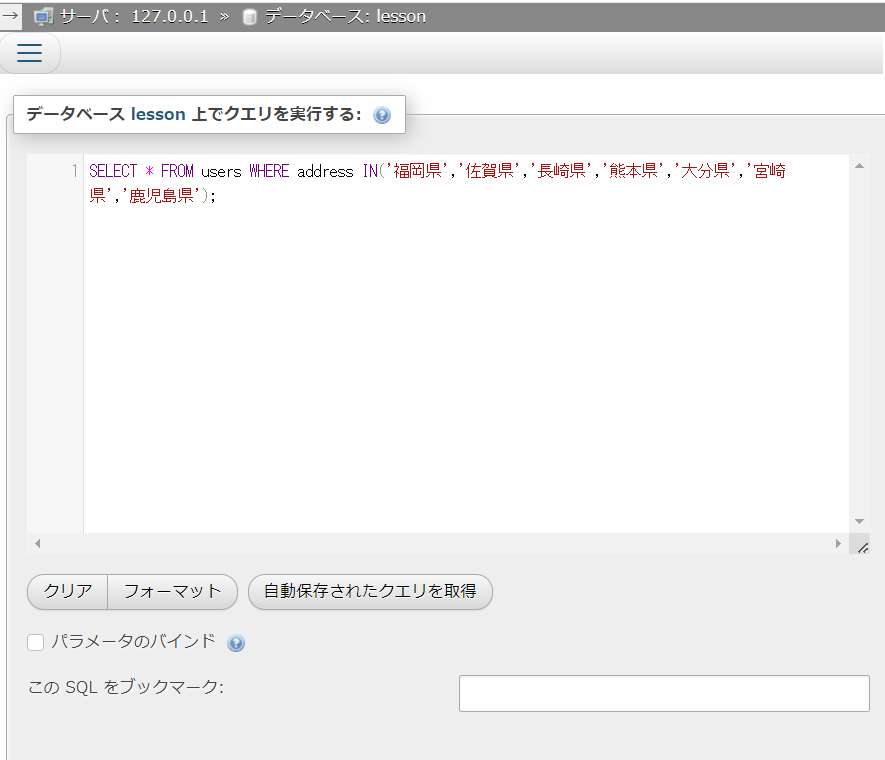 サーバ： 127.0.0.1 » データベース: lesson
データベース lesson 上でクエリを実行する:
1 SELECT * FROM users WHERE address IN('福岡県','佐賀県','長崎県','熊本県','大分県','宮崎
県','鹿児島県');
クリア フォーマット 自動保存されたクエリを取得
パラメータのバインド
この SQL をブックマーク: